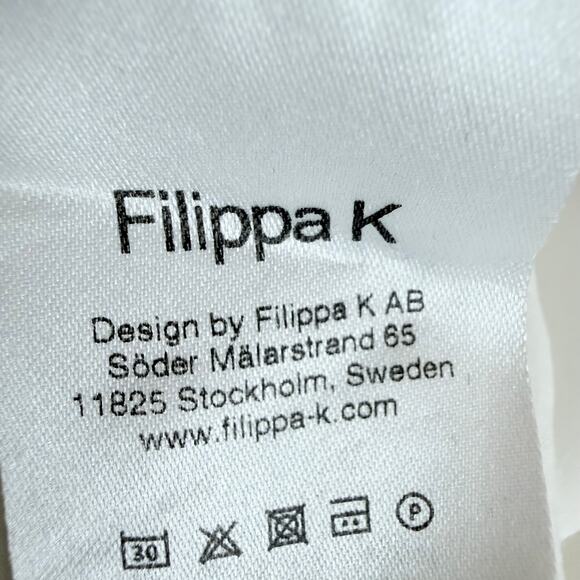 Filippa K
Design by Filippa K AB
Söder Mälarstrand 65
11825 Stockholm, Sweden
www.filippa-k.com
30 P